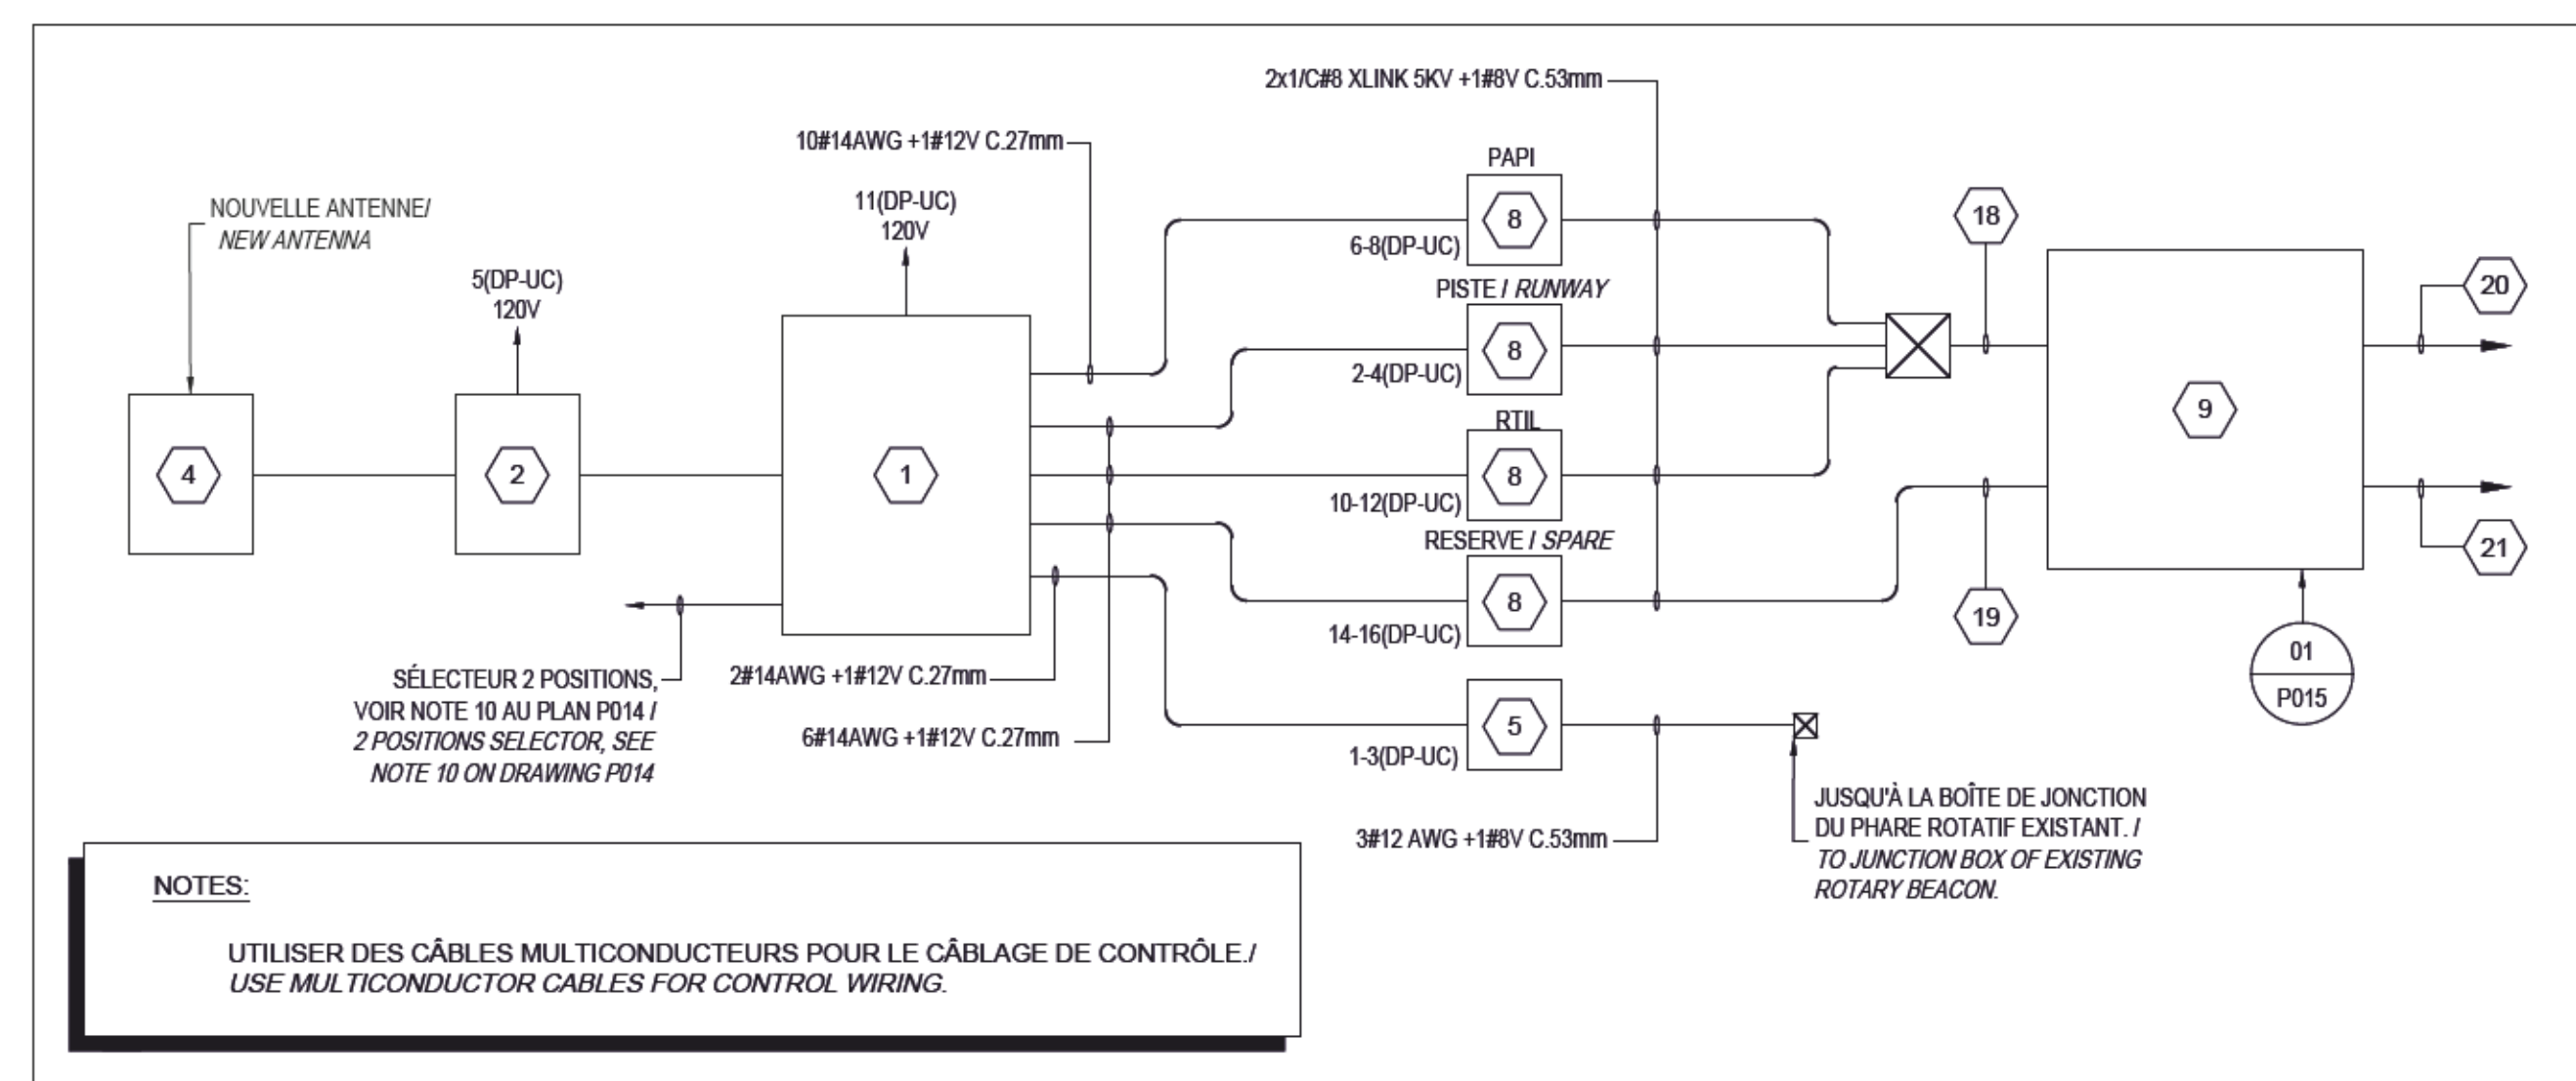 2x1/C#8 XLINK 5KV +1#8V C.53mm
10#14AWG +1#12V C.27mm
NOUVELLE ANTENNE/
NEW ANTENNA
5(DP-UC)
120V
11(DP-UC)
120V
PAPI
8
6-8(DP-UC)
PISTE / RUNWAY
8
2-4(DP-UC)
RTIL
8
10-12(DP-UC)
RESERVE / SPARE
8
14-16(DP-UC)
5
1-3(DP-UC)
4
2
1
18
9
20
21
19
01
P015
SÉLECTEUR 2 POSITIONS,
VOIR NOTE 10 AU PLAN P014 /
2 POSITIONS SELECTOR, SEE
NOTE 10 ON DRAWING P014
2#14AWG +1#12V C.27mm
6#14AWG +1#12V C.27mm
3#12 AWG +1#8V C.53mm
JUSQU'À LA BOÎTE DE JONCTION
DU PHARE ROTATIF EXISTANT. /
TO JUNCTION BOX OF EXISTING
ROTARY BEACON.
NOTES:
UTILISER DES CÂBLES MULTICONDUCTEURS POUR LE CÂBLAGE DE CONTRÔLE./
USE MULTICONDUCTOR CABLES FOR CONTROL WIRING.